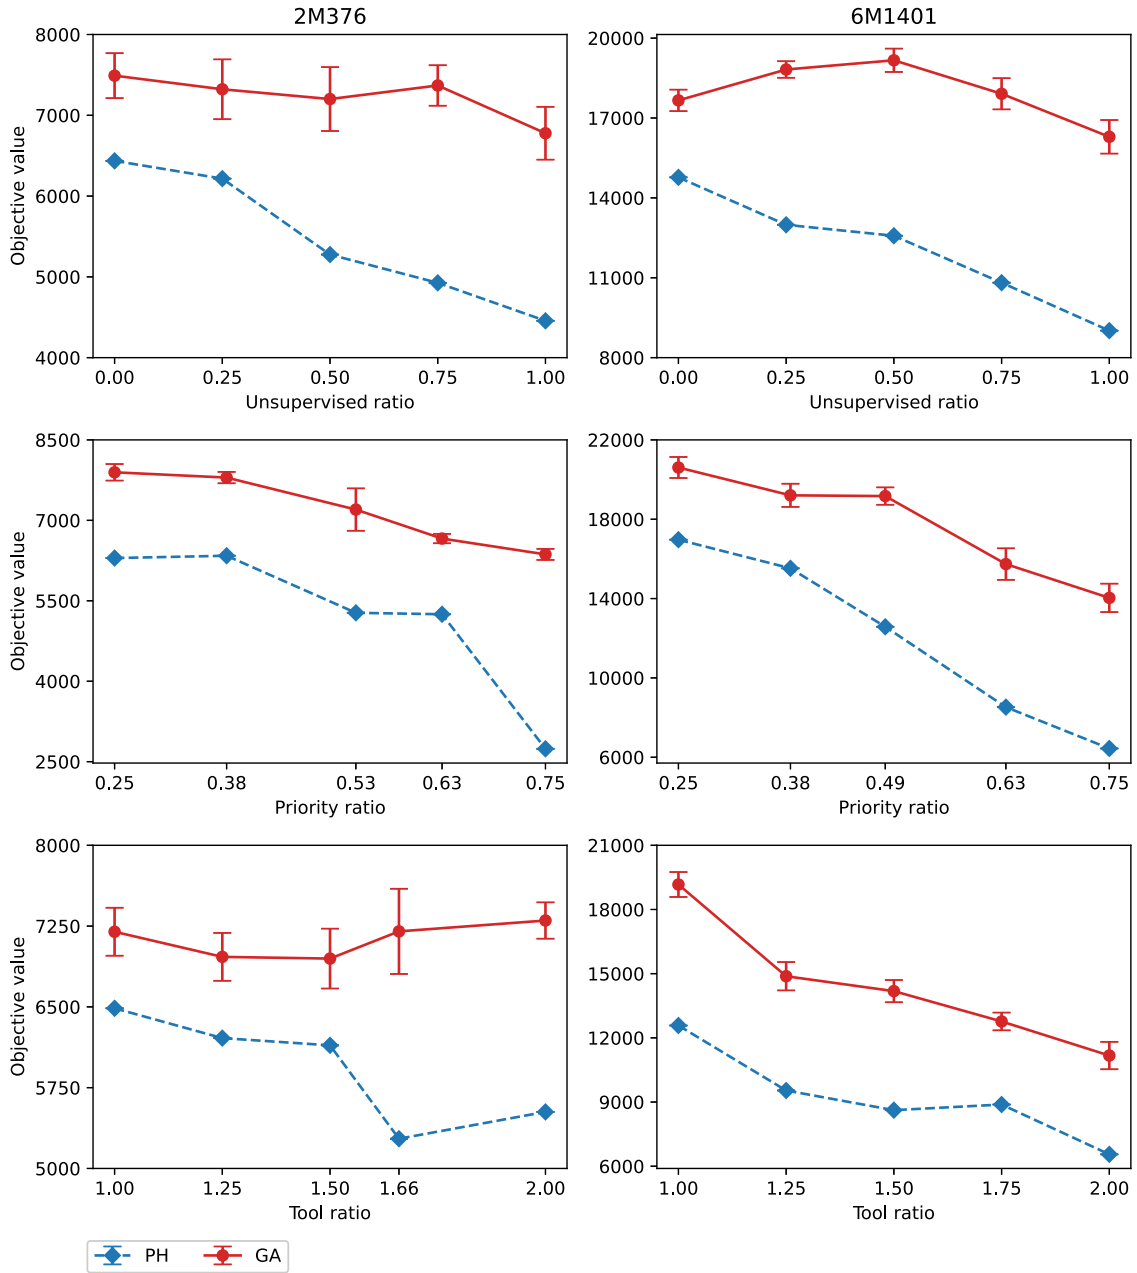 2M376
6M1401
Objective value
8000
7000
6000
5000
4000
0.00 0.25 0.50 0.75 1.00
Unsupervised ratio
20000
17000
14000
11000
8000
0.00 0.25 0.50 0.75 1.00
Unsupervised ratio
Objective value
8500
7000
5500
4000
2500
0.25 0.38 0.53 0.63 0.75
Priority ratio
22000
18000
14000
10000
6000
0.25 0.38 0.49 0.63 0.75
Priority ratio
Objective value
8000
7250
6500
5750
5000
1.00 1.25 1.50 1.66 2.00
Tool ratio
21000
18000
15000
12000
9000
6000
1.00 1.25 1.50 1.75 2.00
Tool ratio
PH GA